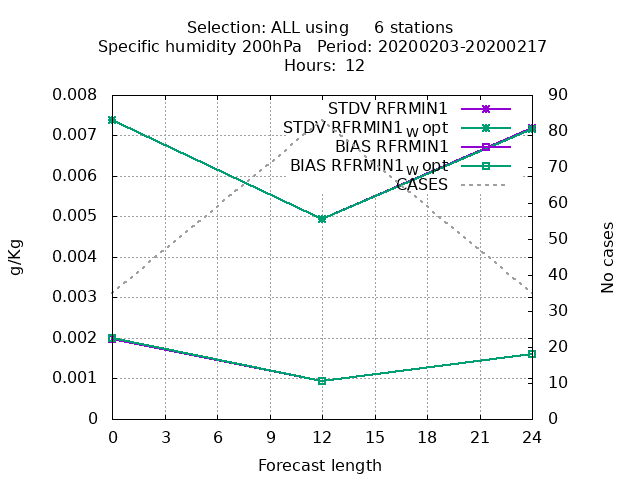 Selection: ALL using 6 stations
Specific humidity 200hPa Period: 20200203-20200217
Hours: 12
0.008
0.007
0.006
0.005
0.004
0.003
0.002
0.001
0
g/Kg
STDV RFRMIN1
STDV RFRMIN1_w opt
BIAS RFRMIN1
BIAS RFRMIN1_w opt
CASES
90
80
70
60
50
40
30
20
10
0
No cases
0 3 6 9 12 15 18 21 24
Forecast length